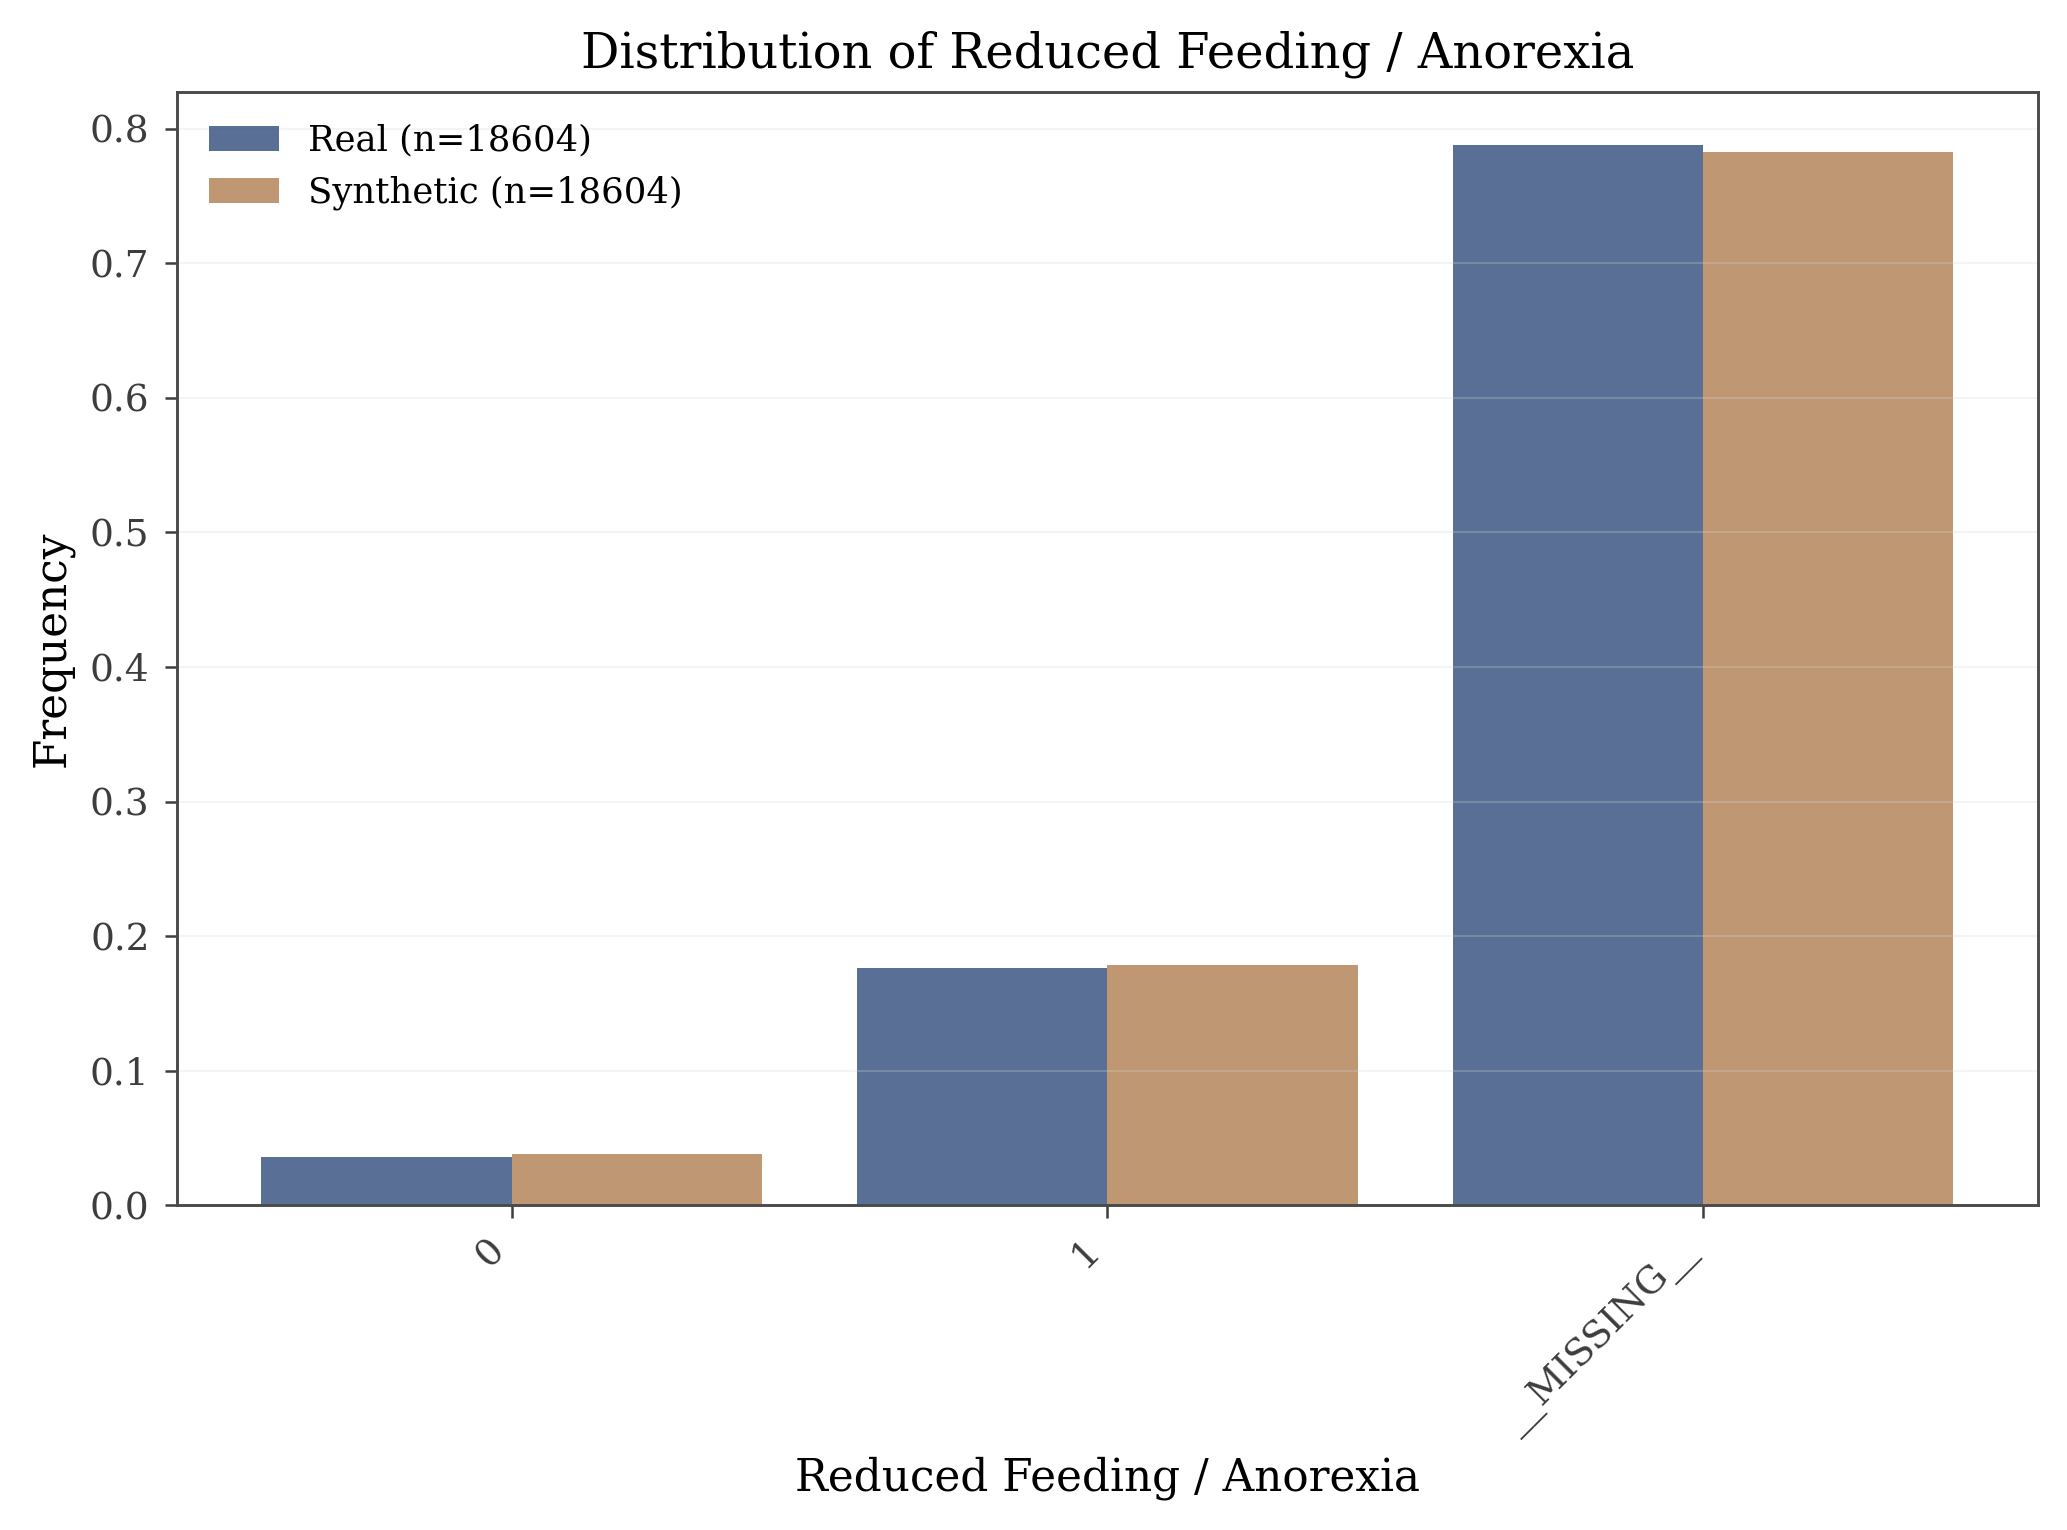 Distribution of Reduced Feeding / Anorexia
Real (n=18604)
Synthetic (n=18604)
Frequency
0.8
0.7
0.6
0.5
0.4
0.3
0.2
0.1
0.0
0
1
__MISSING__
Reduced Feeding / Anorexia